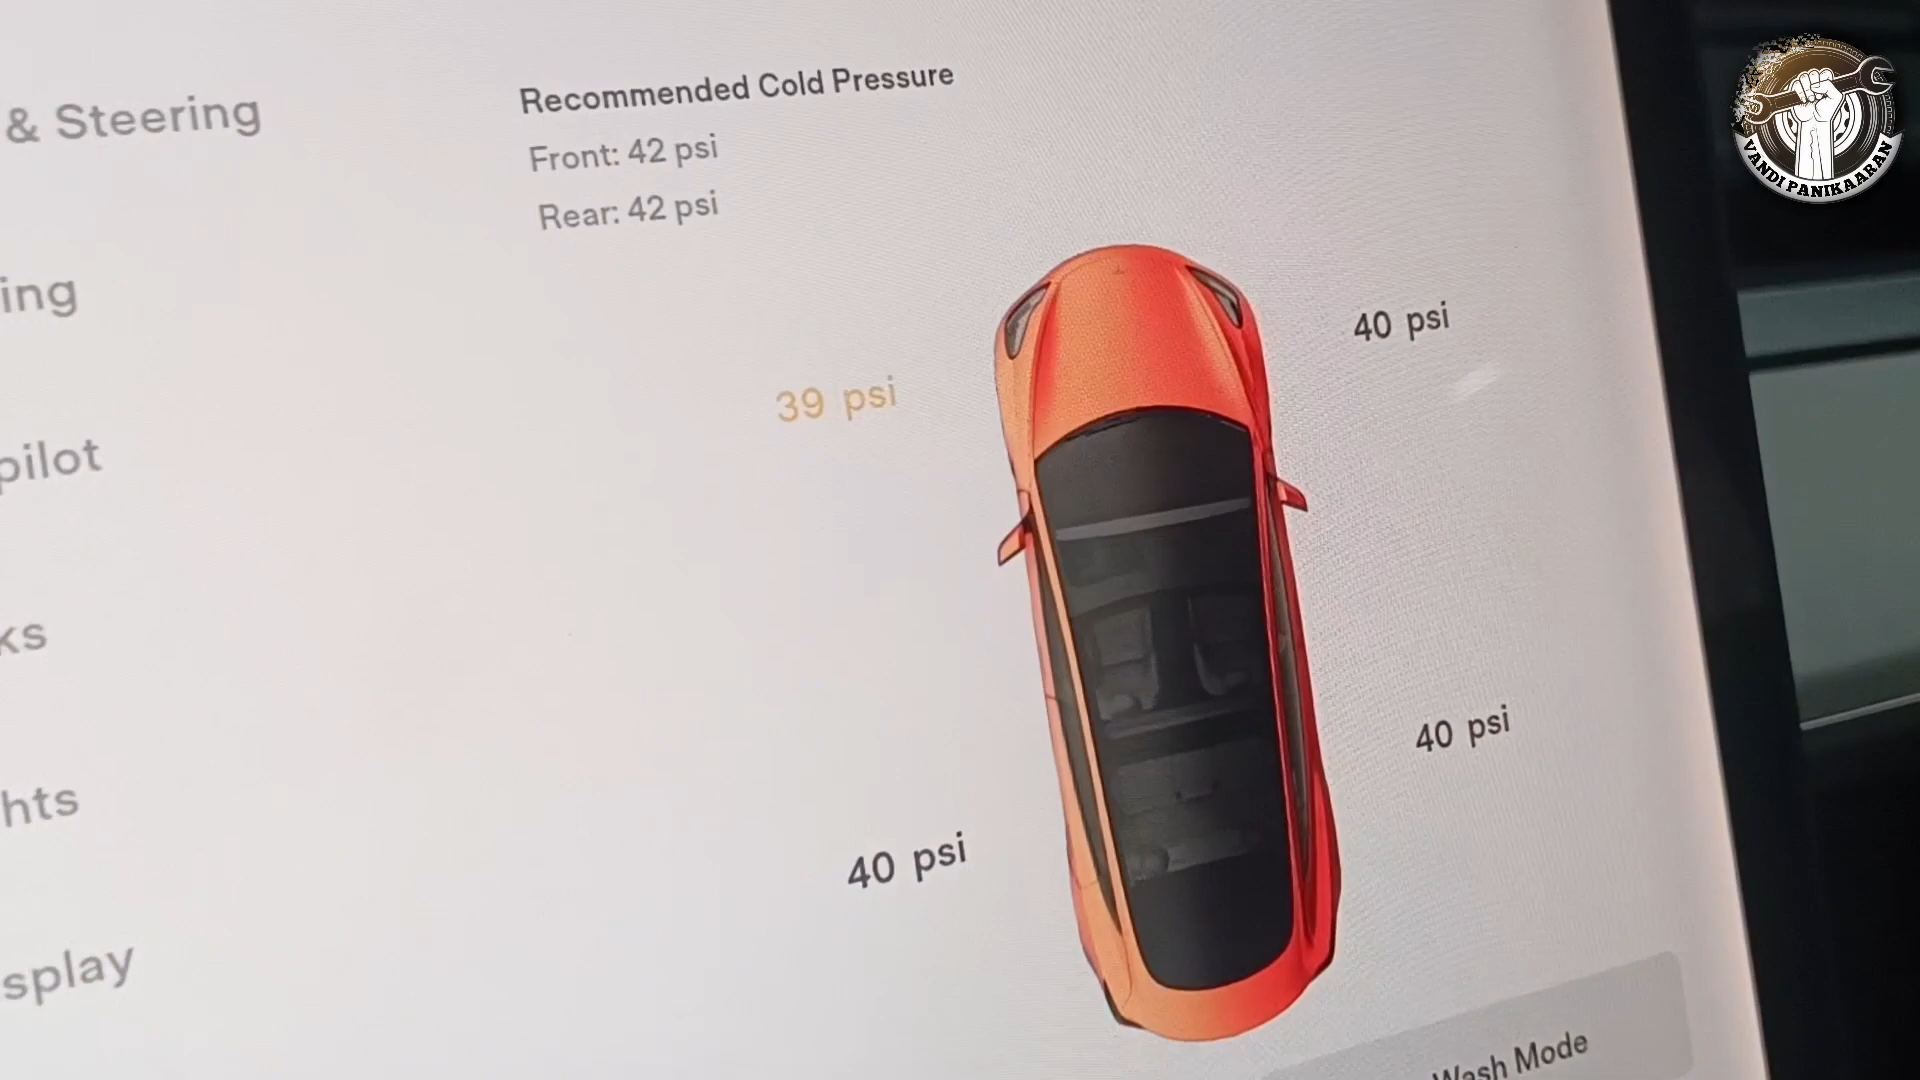 & Steering
ing
pilot
ks
hts
splay
Recommended Cold Pressure
Front: 42 psi
Rear: 42 psi
39 psi
40 psi
40 psi
40 psi
Wash Mode
VANDI PANIKAARAN